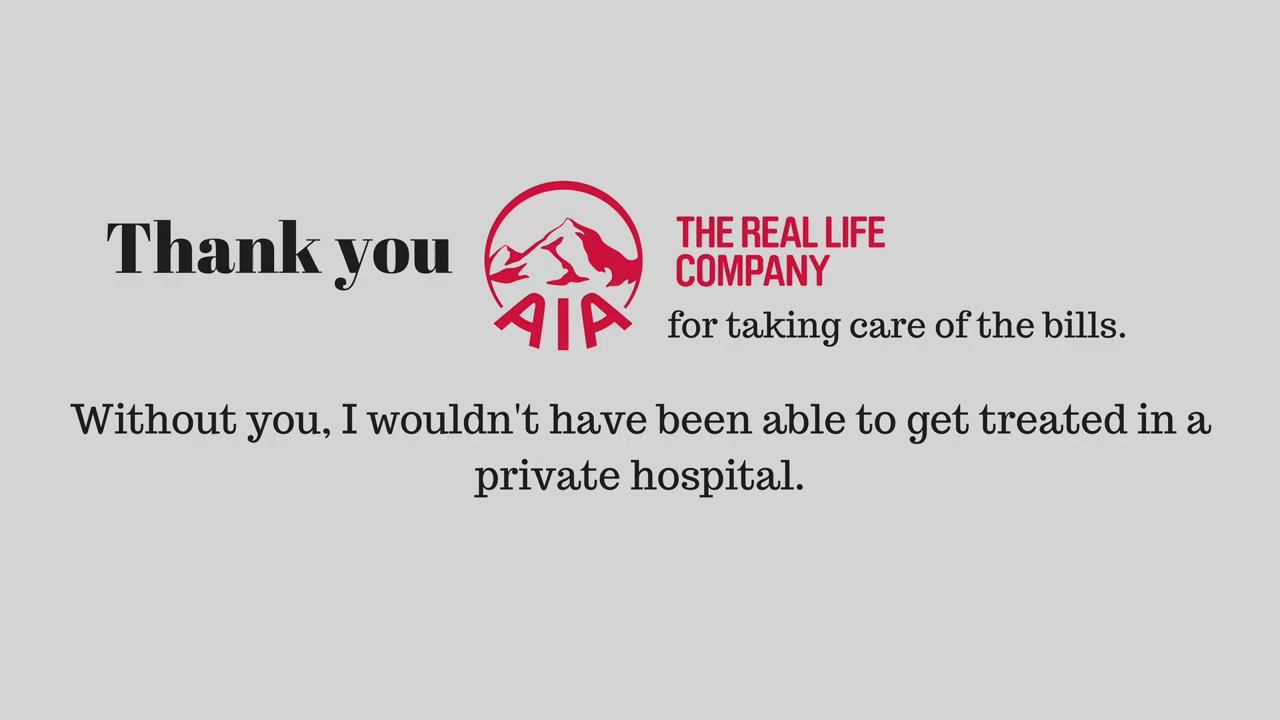 Thank you
AIA
THE REAL LIFE
COMPANY
for taking care of the bills.
Without you, I wouldn't have been able to get treated in a
private hospital.